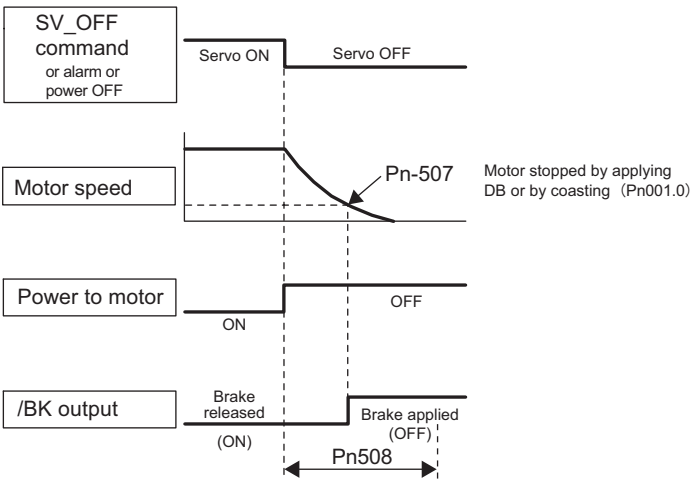 SV_OFF
command
or alarm or
power OFF
Servo ON
Servo OFF
Motor speed
Pn-507
Motor stopped by applying
DB or by coasting (Pn001.0)
Power to motor
ON
OFF
/BK output
Brake
released
(ON)
Brake applied
(OFF)
Pn508